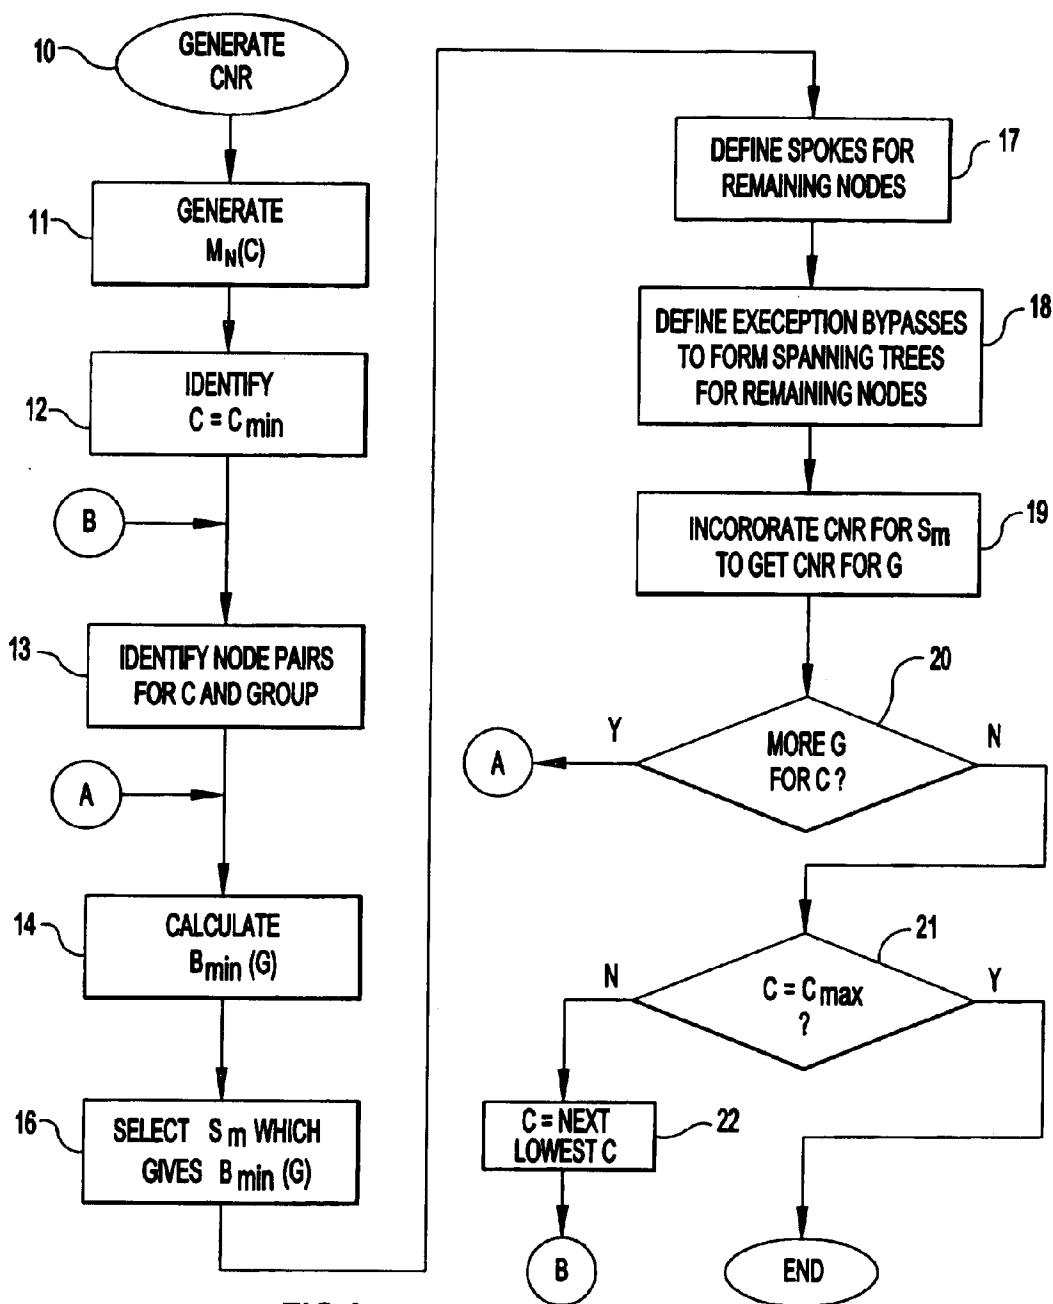 10
GENERATE
CNR
11
GENERATE
MN(C)
12
IDENTIFY
C = Cmin
B
13
IDENTIFY NODE PAIRS
FOR C AND GROUP
A
14
CALCULATE
Bmin (G)
16
SELECT Sm WHICH
GIVES Bmin (G)
17
DEFINE SPOKES FOR
REMAINING NODES
18
DEFINE EXECEPTION BYPASSES
TO FORM SPANNING TREES
FOR REMAINING NODES
19
INCORORATE CNR FOR Sm
TO GET CNR FOR G
20
Y
MORE G
FOR C ?
N
A
21
N
C = Cmax
?
Y
22
C = NEXT
LOWEST C
B
END